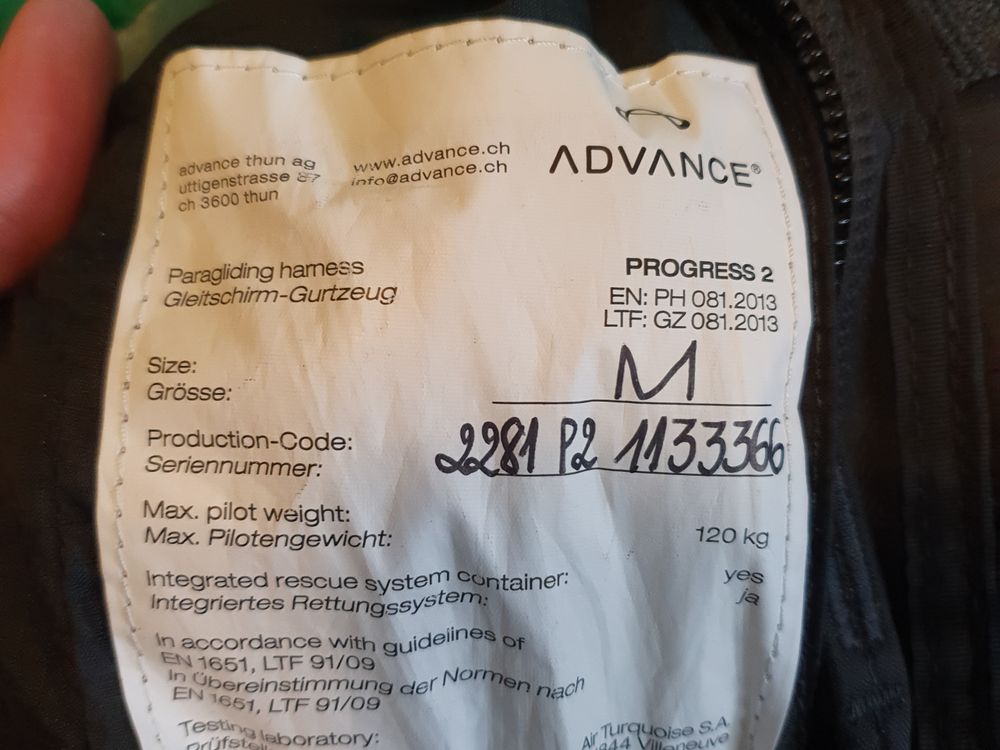 advance thun ag
uttigenstrasse 87
ch 3600 thun
www.advance.ch
info@advance.ch
ADVANCE®
Paragliding harness
Gleitschirm-Gurtzeug
PROGRESS 2
EN: PH 081.2013
LTF: GZ 081.2013
Size:
Grösse:
M
Production-Code:
Seriennummer:
2281 P2 1133366
Max. pilot weight:
Max. Pilotengewicht:
120 kg
Integrated rescue system container:
Integriertes Rettungssystem:
yes
ja
In accordance with guidelines of
EN 1651, LTF 91/09
In Übereinstimmung der Normen nach
EN 1651, LTF 91/09
Testing laboratory:
Air Turquoise S.A.
Villeneuve